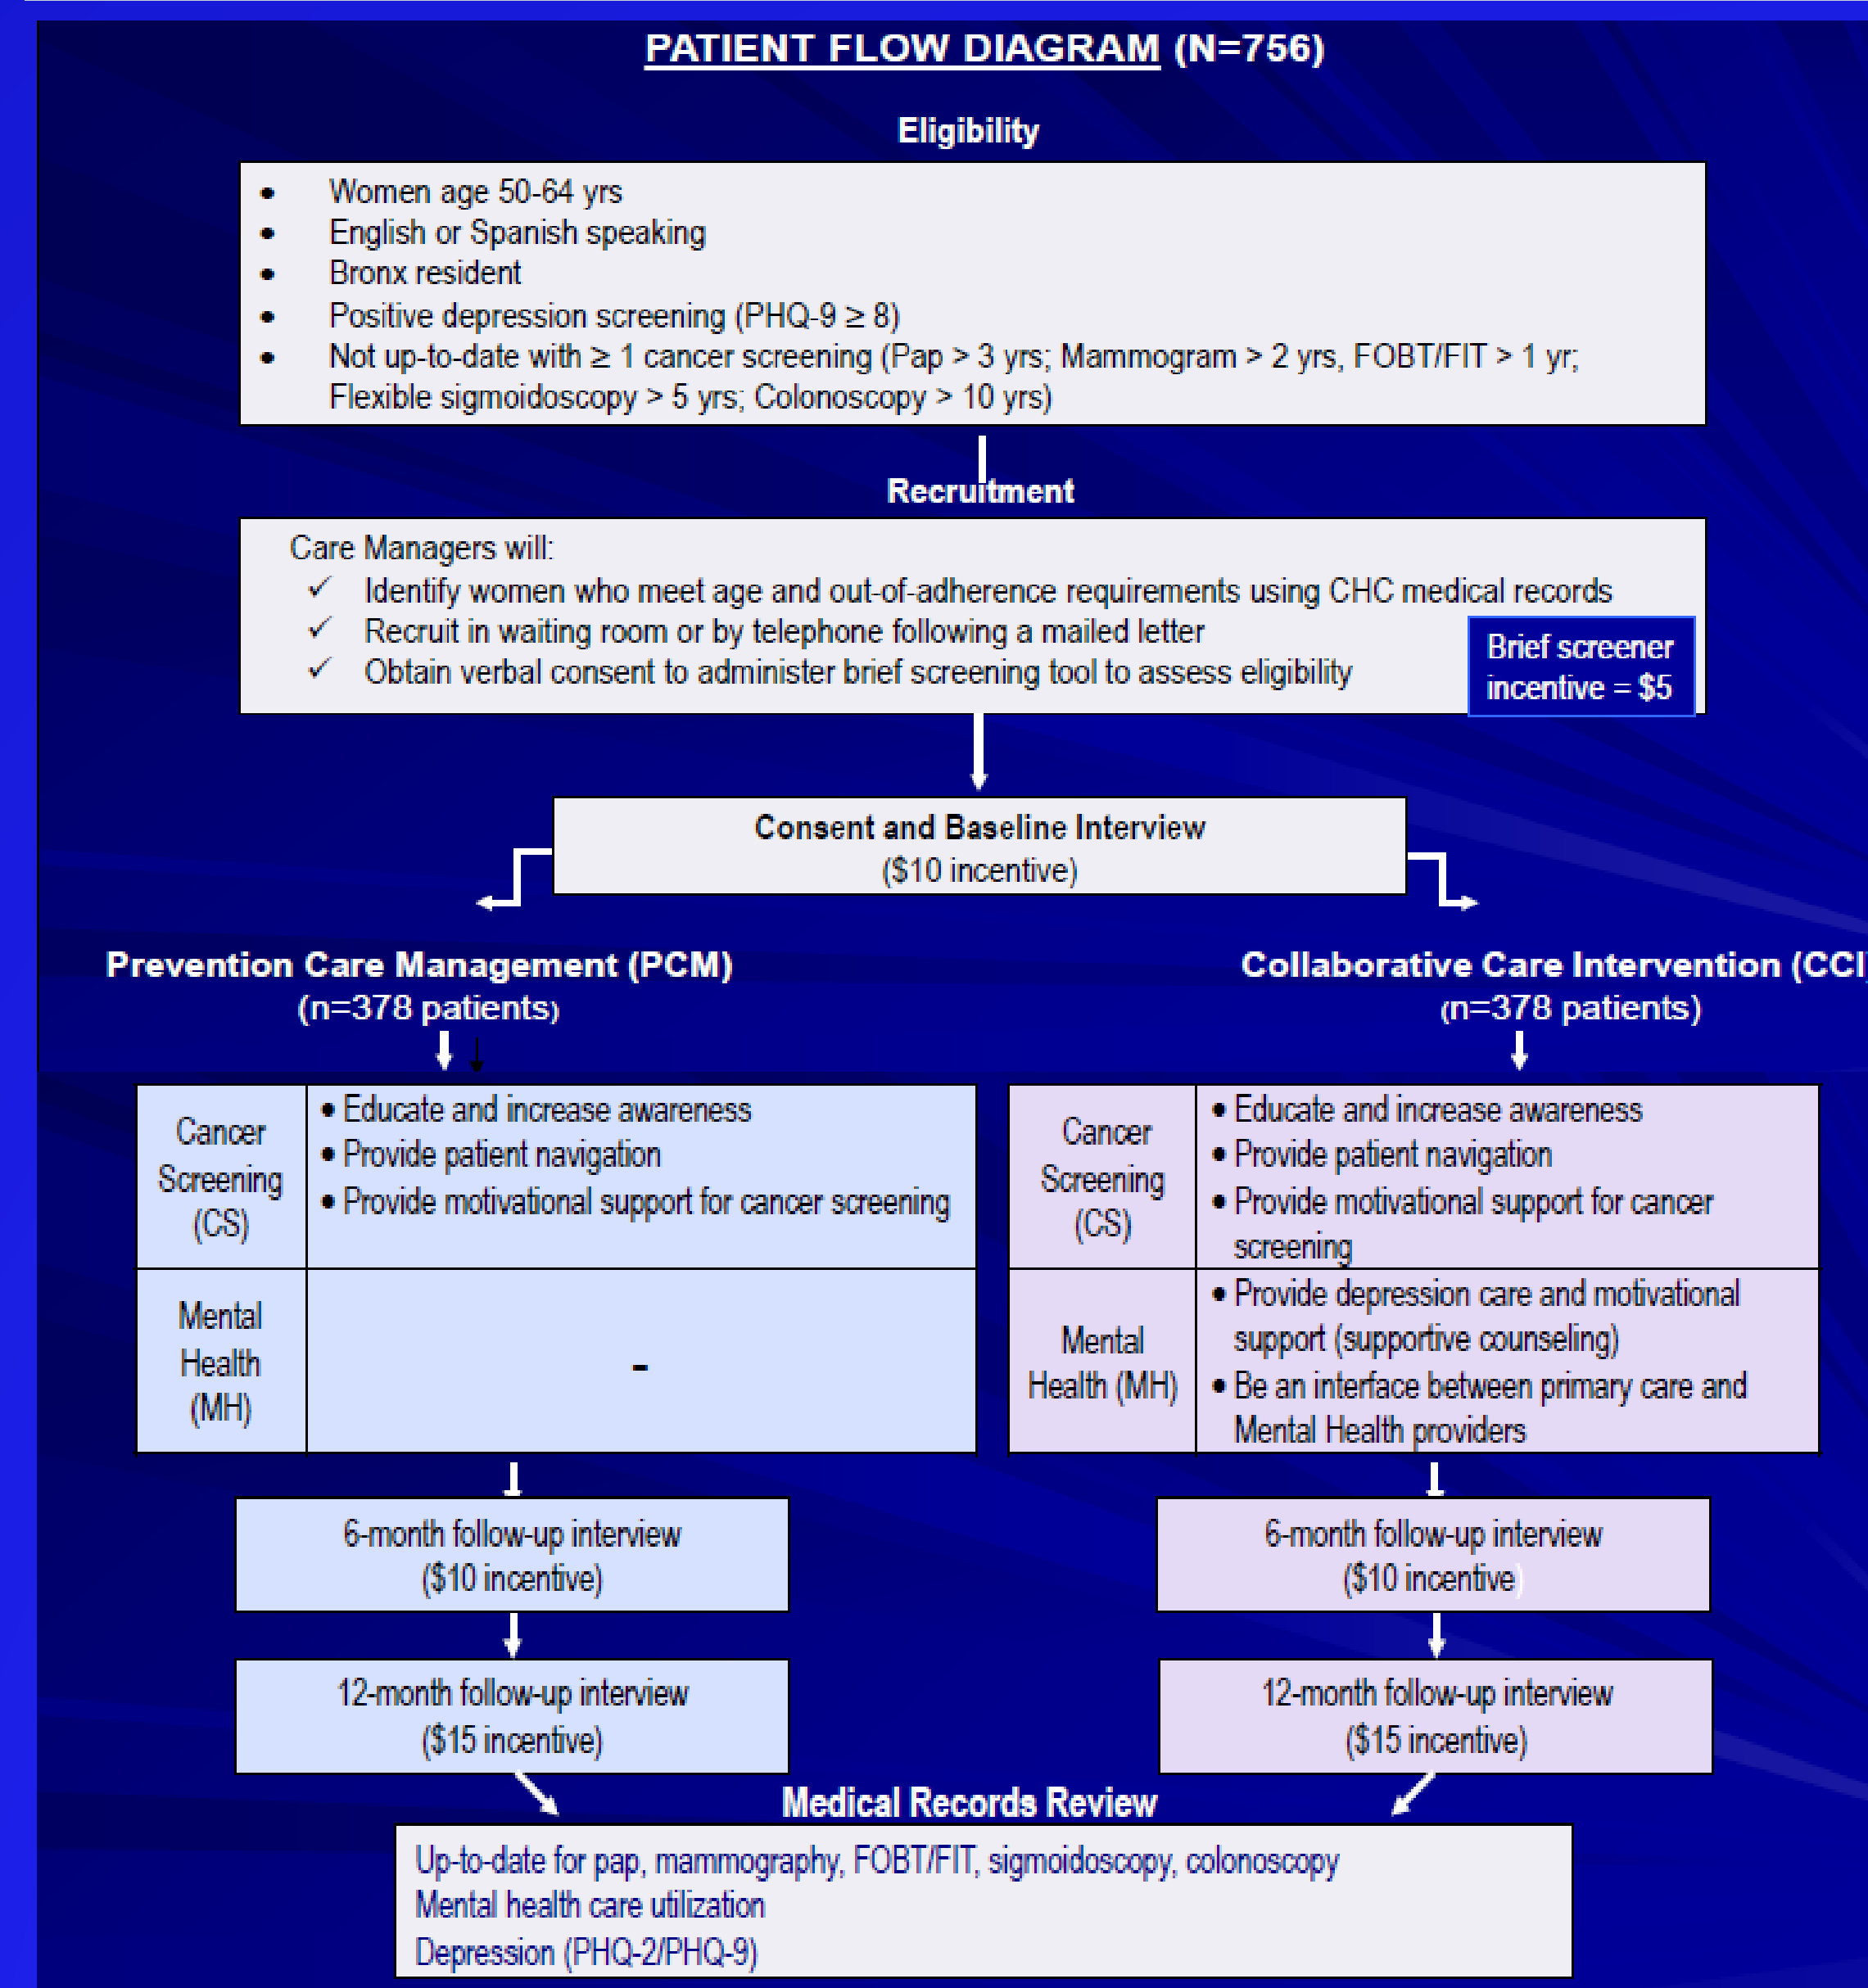 PATIENT FLOW DIAGRAM (N=756)
Eligibility
• Women age 50-64 yrs
• English or Spanish speaking
• Bronx resident
• Positive depression screening (PHQ-9 ≥ 8)
• Not up-to-date with ≥ 1 cancer screening (Pap > 3 yrs; Mammogram > 2 yrs, FOBT/FIT > 1 yr;
Flexible sigmoidoscopy > 5 yrs; Colonoscopy > 10 yrs)
Recruitment
Care Managers will:
✓ Identify women who meet age and out-of-adherence requirements using CHC medical records
✓ Recruit in waiting room or by telephone following a mailed letter
✓ Obtain verbal consent to administer brief screening tool to assess eligibility
Brief screener
incentive = $5
Consent and Baseline Interview
($10 incentive)
Prevention Care Management (PCM)
(n=378 patients)
Cancer
Screening
(CS)
• Educate and increase awareness
• Provide patient navigation
• Provide motivational support for cancer screening
Mental
Health
(MH)
-
6-month follow-up interview
($10 incentive)
12-month follow-up interview
($15 incentive)
Collaborative Care Intervention (CCI)
(n=378 patients)
Cancer
Screening
(CS)
• Educate and increase awareness
• Provide patient navigation
• Provide motivational support for cancer
screening
Mental
Health (MH)
• Provide depression care and motivational
support (supportive counseling)
• Be an interface between primary care and
Mental Health providers
6-month follow-up interview
($10 incentive)
12-month follow-up interview
($15 incentive)
Medical Records Review
Up-to-date for pap, mammography, FOBT/FIT, sigmoidoscopy, colonoscopy
Mental health care utilization
Depression (PHQ-2/PHQ-9)